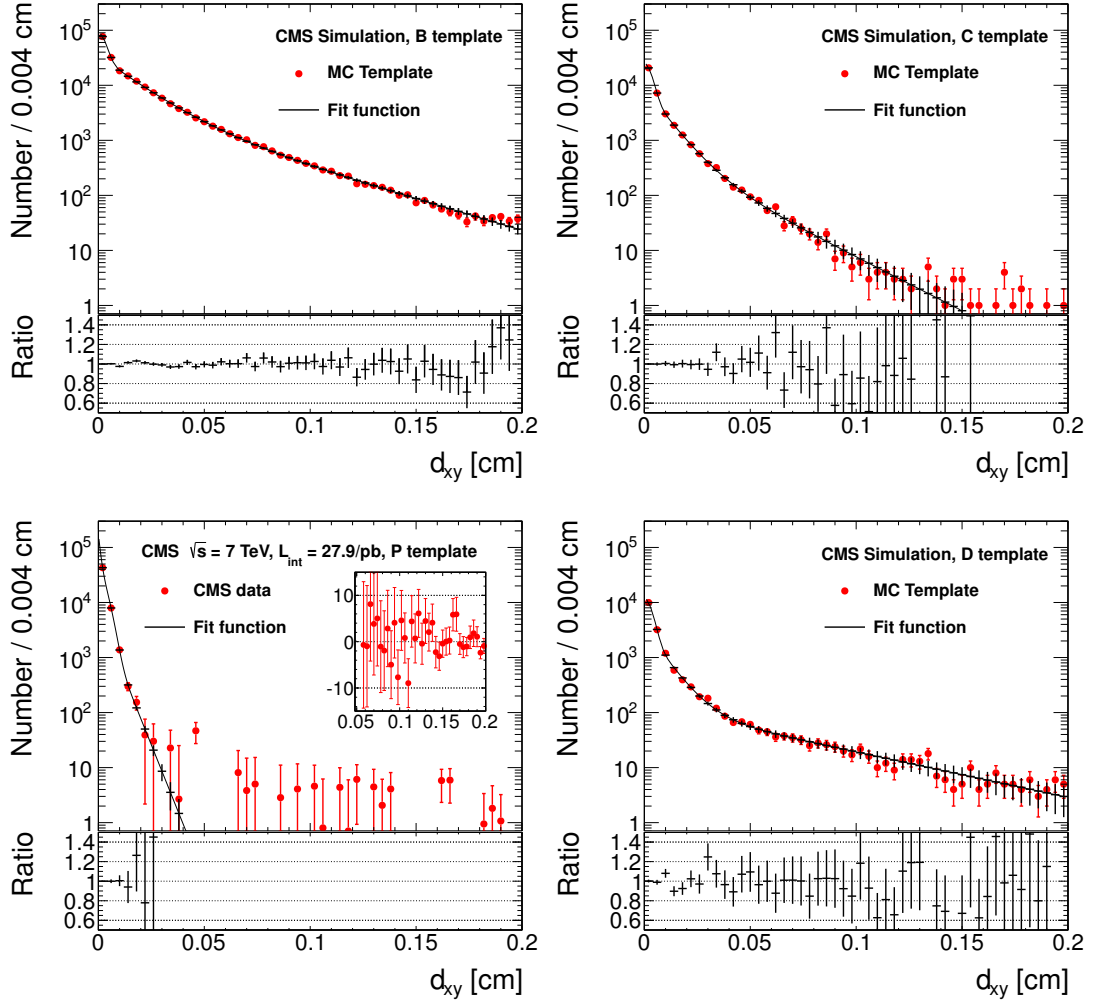 CMS Simulation, B template
MC Template
Fit function
Number / 0.004 cm
10^5
10^4
10^3
10^2
10
1
Ratio
1.4
1.2
1
0.8
0.6
0 0.05 0.1 0.15 0.2
d_xy [cm]
CMS Simulation, C template
MC Template
Fit function
Number / 0.004 cm
10^5
10^4
10^3
10^2
10
1
Ratio
1.4
1.2
1
0.8
0.6
0 0.05 0.1 0.15 0.2
d_xy [cm]
CMS √s = 7 TeV, L_int = 27.9/pb, P template
CMS data
Fit function
10
0
-10
0.05 0.1 0.15 0.2
Number / 0.004 cm
10^5
10^4
10^3
10^2
10
1
Ratio
1.4
1.2
1
0.8
0.6
0 0.05 0.1 0.15 0.2
d_xy [cm]
CMS Simulation, D template
MC Template
Fit function
Number / 0.004 cm
10^5
10^4
10^3
10^2
10
1
Ratio
1.4
1.2
1
0.8
0.6
0 0.05 0.1 0.15 0.2
d_xy [cm]